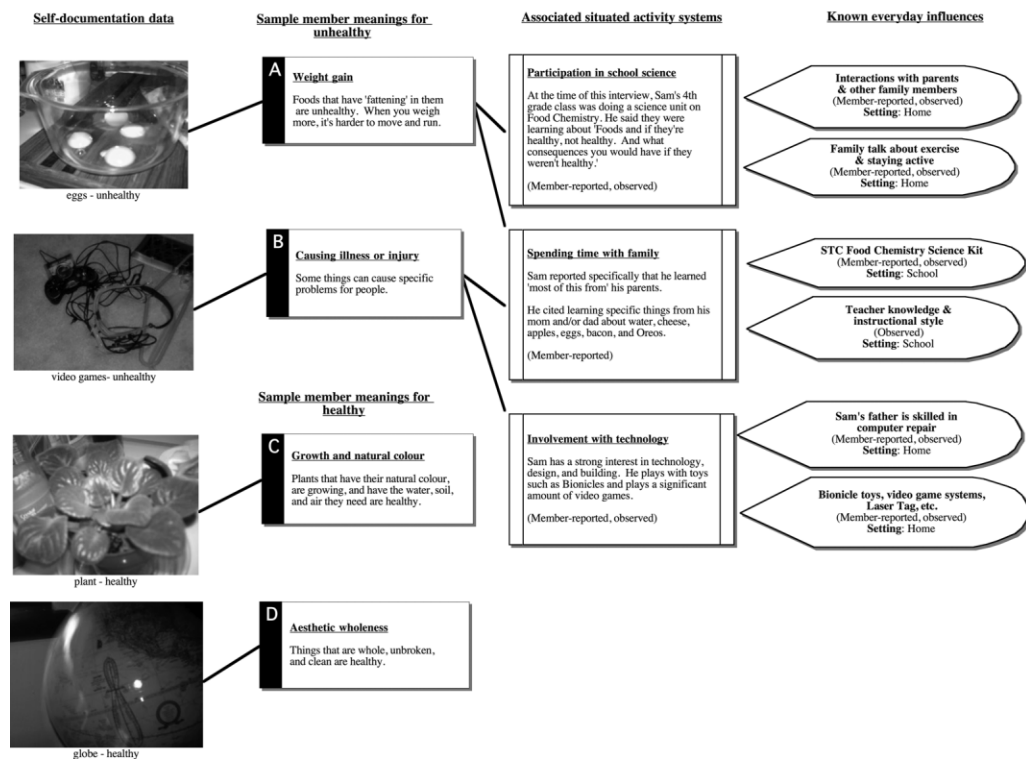 Self-documentation data
eggs - unhealthy
video games- unhealthy
plant - healthy
globe - healthy
Sample member meanings for
unhealthy
A
Weight gain
Foods that have 'fattening' in them
are unhealthy. When you weigh
more, it's harder to move and run.
B
Causing illness or injury
Some things can cause specific
problems for people.
Sample member meanings for
healthy
C
Growth and natural colour
Plants that have their natural colour,
are growing, and have the water, soil,
and air they need are healthy.
D
Aesthetic wholeness
Things that are whole, unbroken,
and clean are healthy.
Associated situated activity systems
Participation in school science
At the time of this interview, Sam's 4th
grade class was doing a science unit on
Food Chemistry. He said they were
learning about 'Foods and if they're
healthy, not healthy. And what
consequences you would have if they
weren't healthy.'
(Member-reported, observed)
Spending time with family
Sam reported specifically that he learned
'most of this from' his parents.
He cited learning specific things from his
mom and/or dad about water, cheese,
apples, eggs, bacon, and Oreos.
(Member-reported)
Involvement with technology
Sam has a strong interest in technology,
design, and building. He plays with toys
such as Bionicles and plays a significant
amount of video games.
(Member-reported, observed)
Known everyday influences
Interactions with parents
& other family members
(Member-reported, observed)
Setting: Home
Family talk about exercise
& staying active
(Member-reported, observed)
Setting: Home
STC Food Chemistry Science Kit
(Member-reported, observed)
Setting: School
Teacher knowledge &
instructional style
(Observed)
Setting: School
Sam's father is skilled in
computer repair
(Member-reported, observed)
Setting: Home
Bionicle toys, video game systems,
Laser Tag, etc.
(Member-reported, observed)
Setting: Home